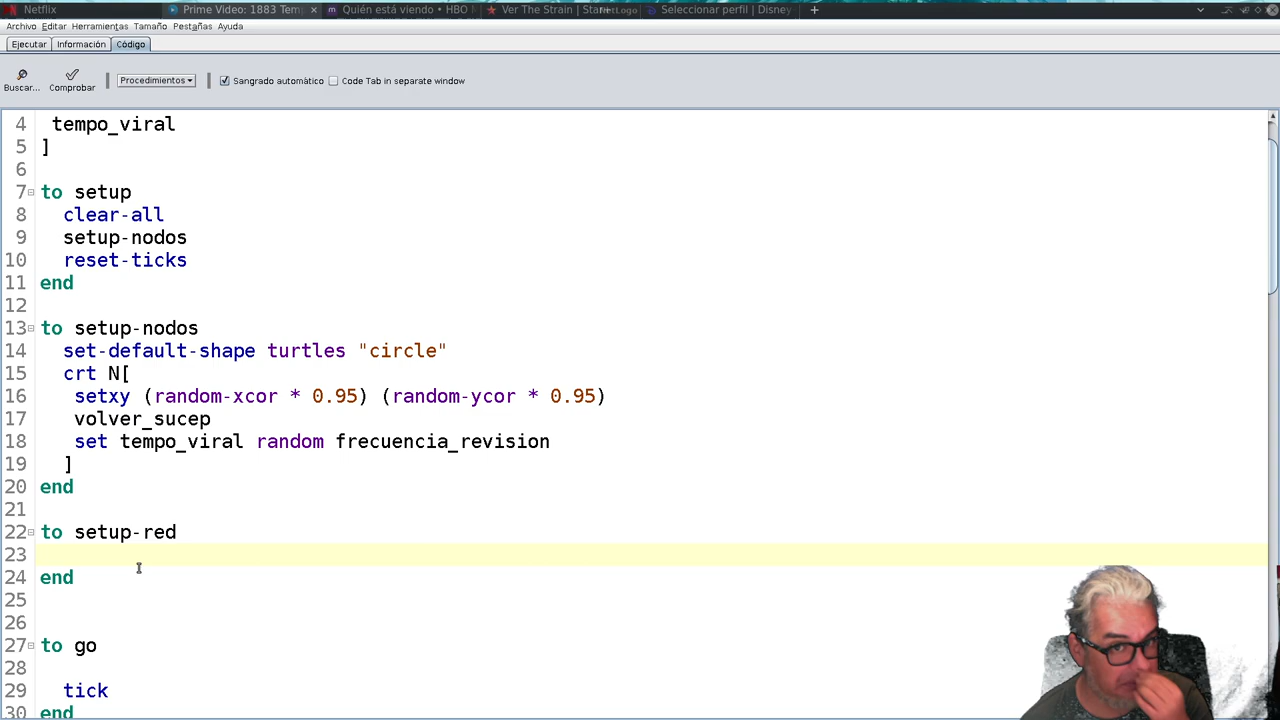 Netflix Prime Video: 1883 Tem Quién está viendo • HBO Ver The Strain | Star+ Seleccionar perfil | Disney
Archivo Editar Herramientas Tamaño Pestañas Ayuda
Ejecutar Información Código
Buscar... Comprobar Procedimientos Sangrado automático Code Tab in separate window
4 tempo_viral
5 ]
6
7 to setup
8 clear-all
9 setup-nodos
10 reset-ticks
11 end
12
13 to setup-nodos
14 set-default-shape turtles "circle"
15 crt N[
16 setxy (random-xcor * 0.95) (random-ycor * 0.95)
17 volver_sucep
18 set tempo_viral random frecuencia_revision
19 ]
20 end
21
22 to setup-red
23
24 end
25
26
27 to go
28
29 tick
30 end